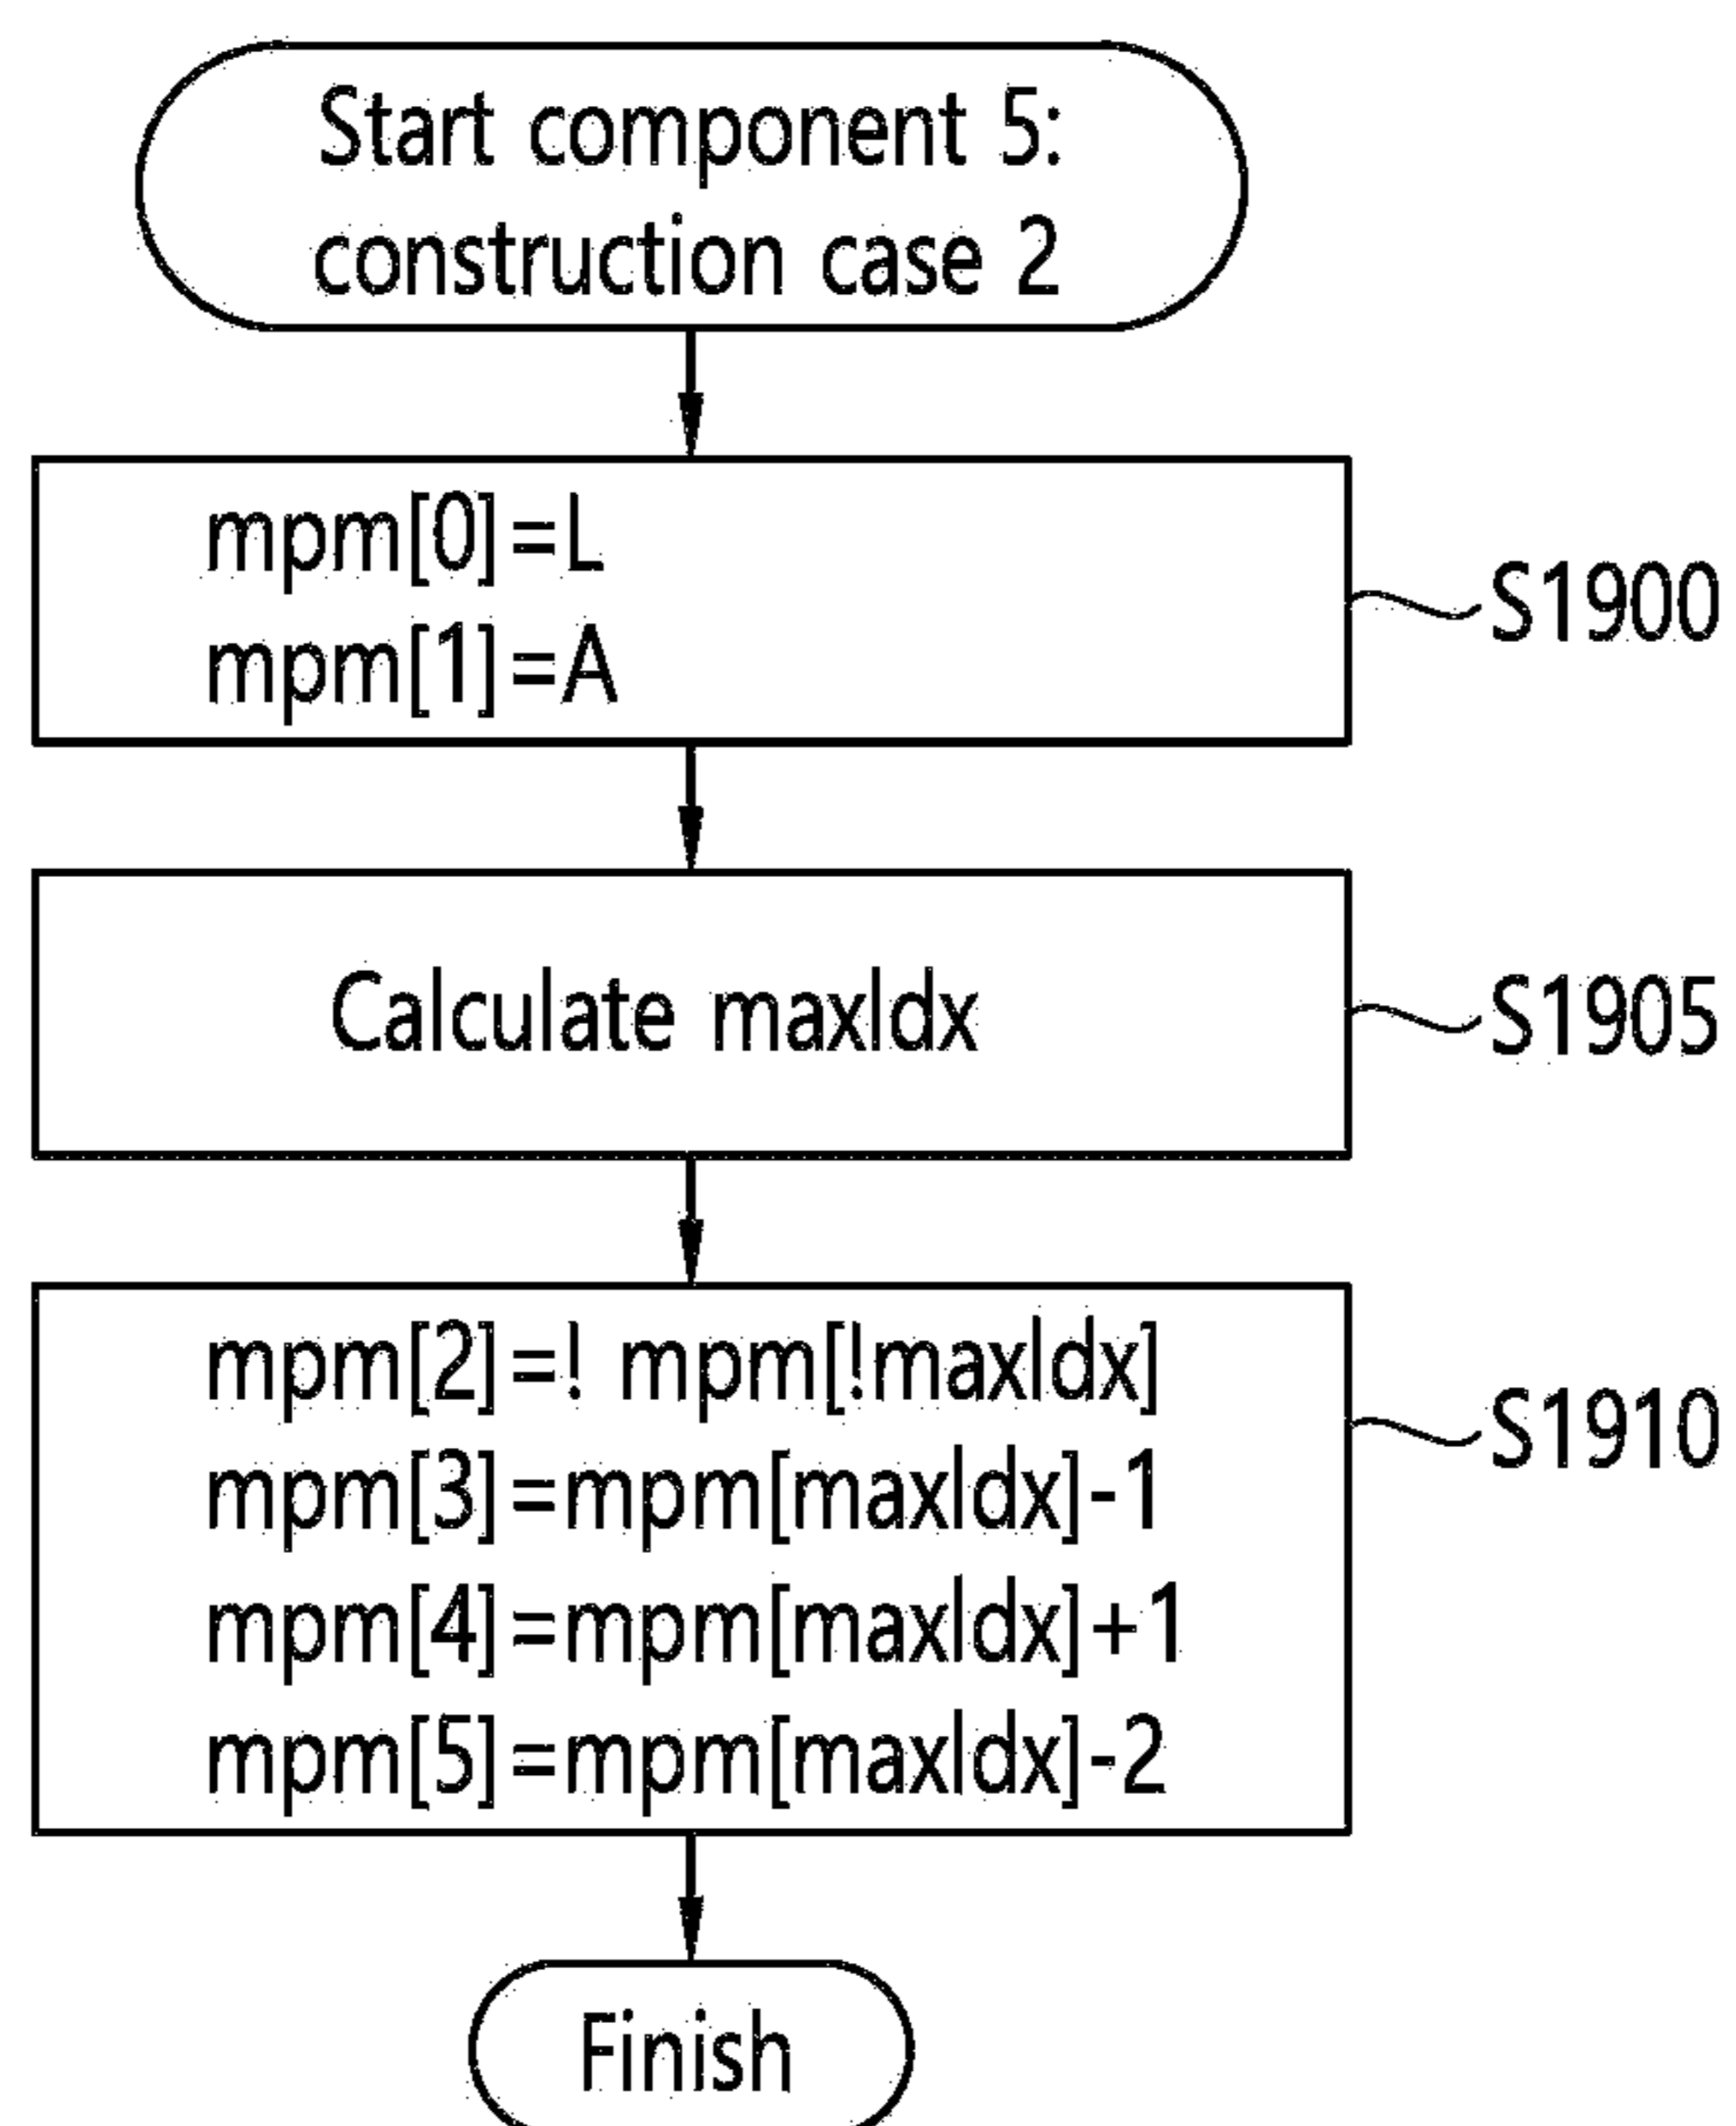 Start component 5:
construction case 2
mpm[0]=L
mpm[1]=A
S1900
Calculate maxIdx
S1905
mpm[2]=! mpm[!maxIdx]
mpm[3]=mpm[maxIdx]-1
mpm[4]=mpm[maxIdx]+1
mpm[5]=mpm[maxIdx]-2
S1910
Finish